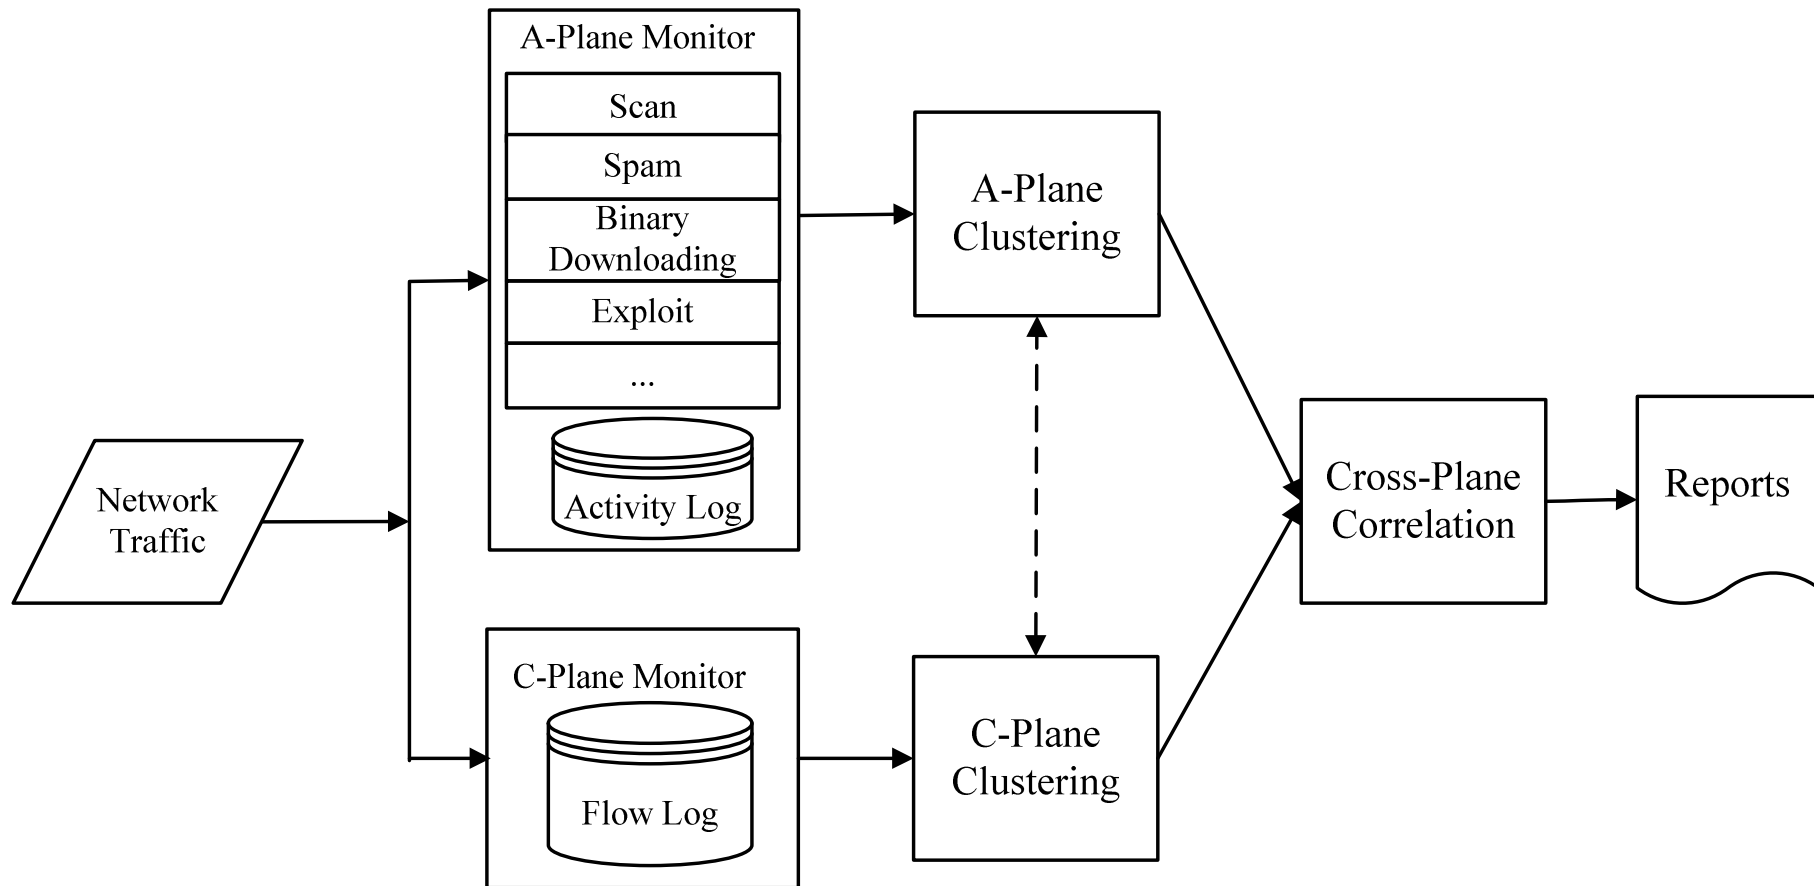 A-Plane Monitor
Scan
Spam
Binary
Downloading
Exploit
...
Activity Log
Network
Traffic
C-Plane Monitor
Flow Log
A-Plane
Clustering
C-Plane
Clustering
Cross-Plane
Correlation
Reports